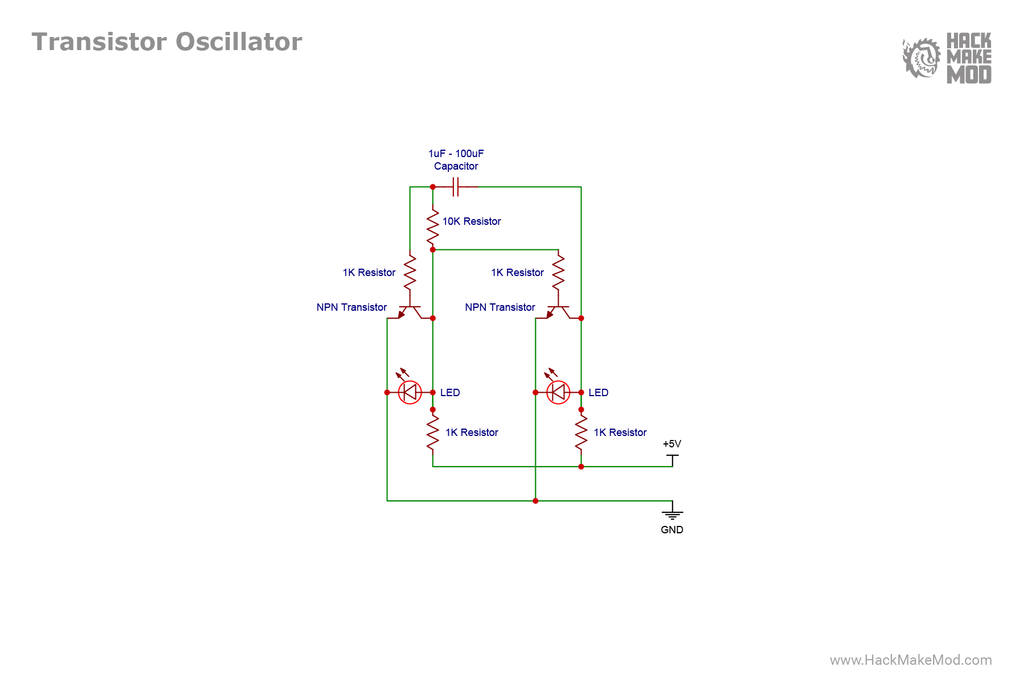 Transistor Oscillator
HACK
MAKE
MOD
1uF - 100uF
Capacitor
10K Resistor
1K Resistor
1K Resistor
NPN Transistor
NPN Transistor
LED
LED
1K Resistor
1K Resistor
+5V
GND
www.HackMakeMod.com